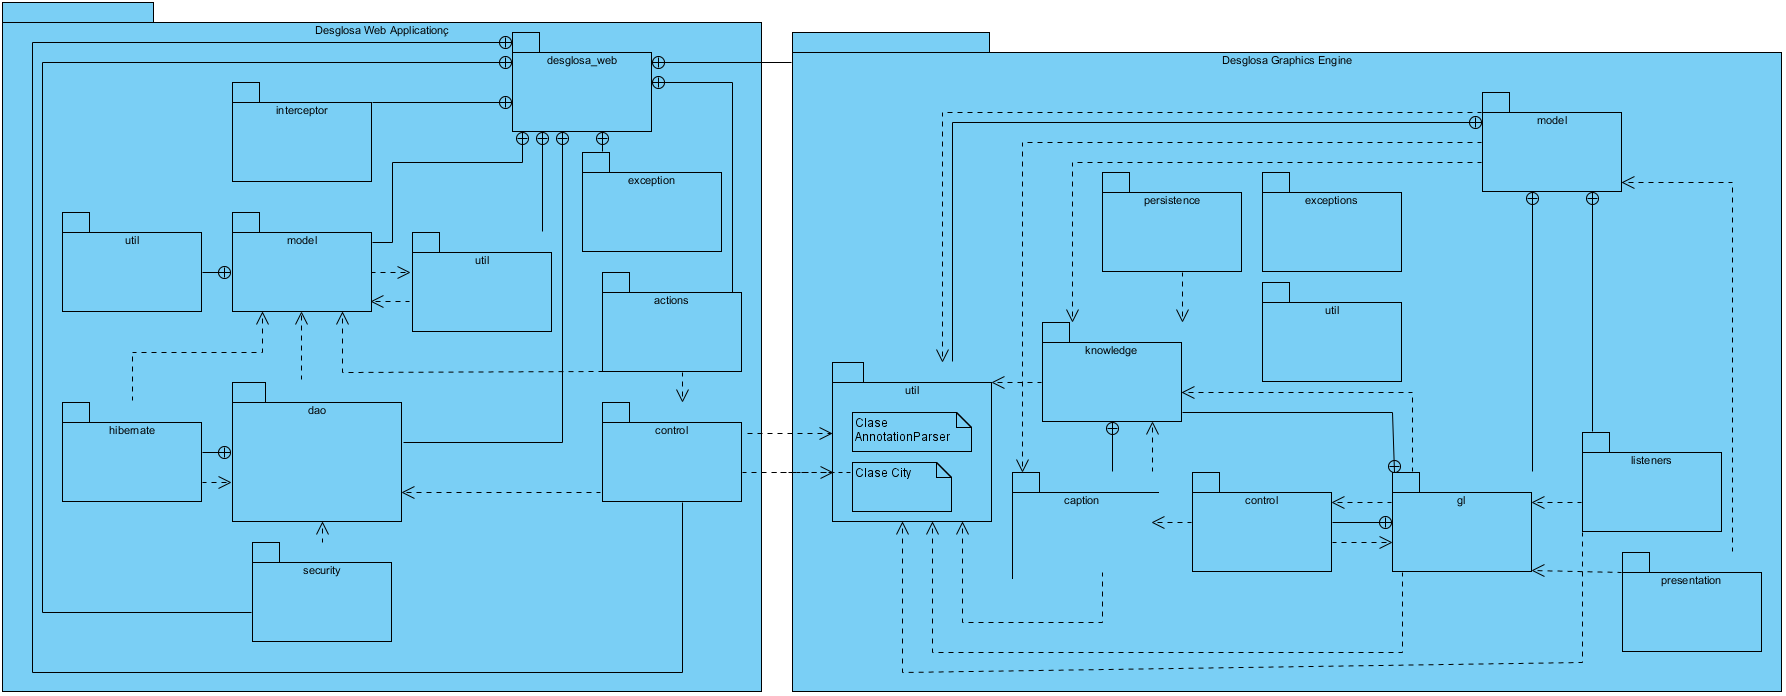 Desglosa Web Applicationç
desglosa_web
interceptor
exception
util
model
util
actions
dao
hibernate
control
security
Desglosa Graphics Engine
model
persistence
exceptions
util
knowledge
util
Clase
AnnotationParser
Clase City
caption
control
gl
listeners
presentation